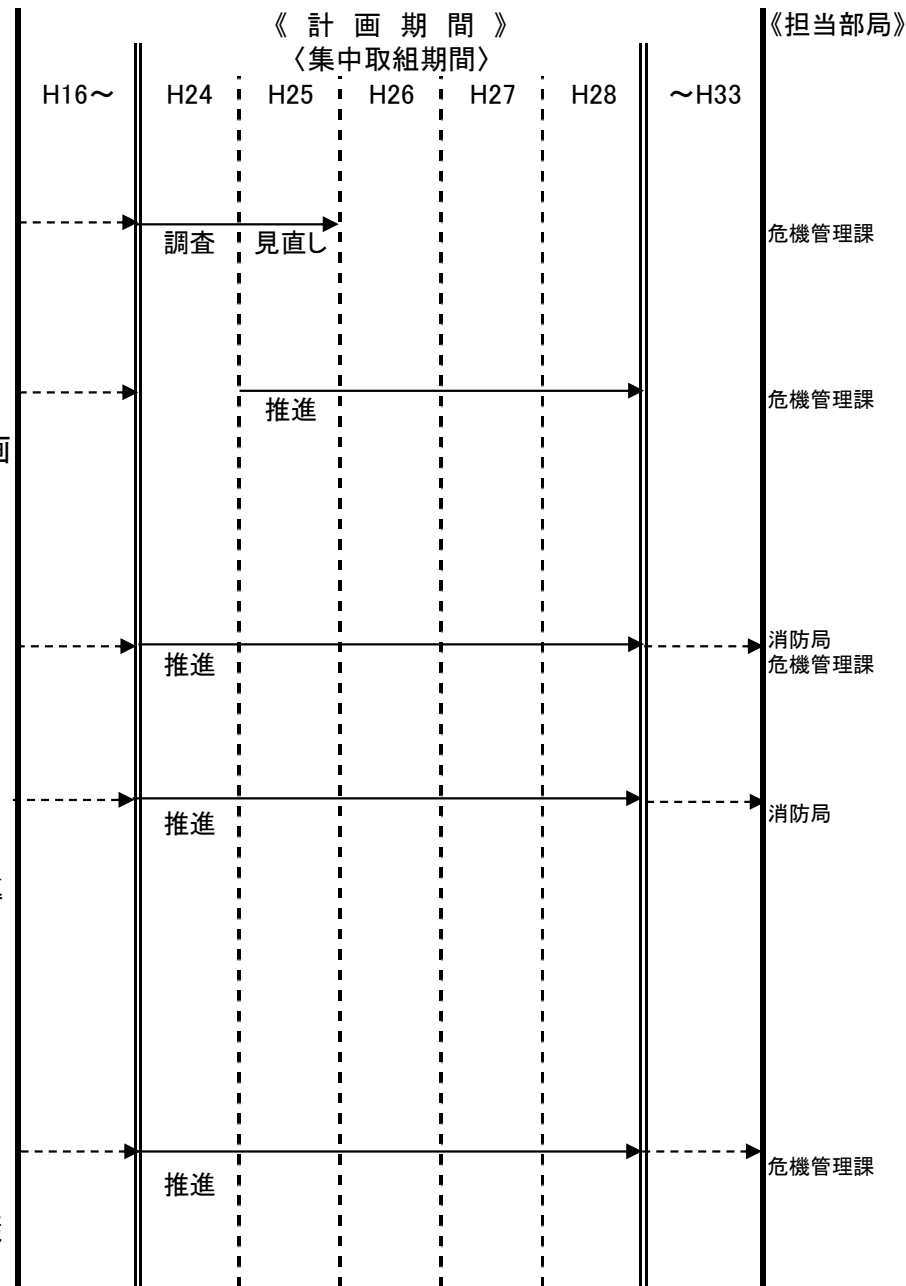 《 計 画 期 間 》
《担当部局》
〈集中取組期間〉
H16～ H24 H25 H26 H27 H28 ～H33
調査 見直し 危機管理課
推進 危機管理課
画
消防局
推進 危機管理課
推進 消防局
推進 危機管理課